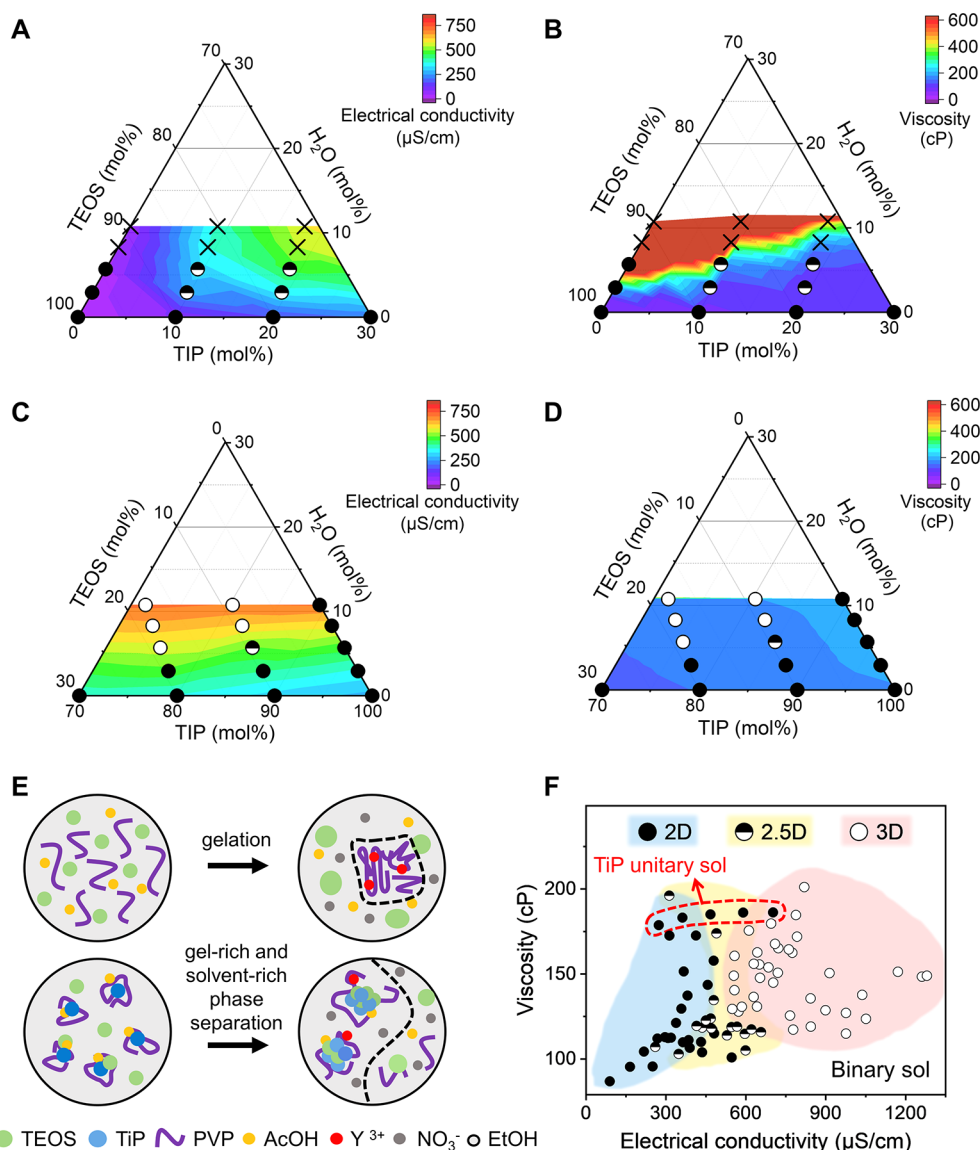 A
70
30
80
20
90
10
100
0
0
10
20
30
TEOS (mol%)
H₂O (mol%)
TIP (mol%)
750
500
250
0
Electrical conductivity
(µS/cm)
B
70
30
80
20
90
10
100
0
0
10
20
30
TEOS (mol%)
H₂O (mol%)
TIP (mol%)
600
400
200
0
Viscosity
(cP)
C
0
30
10
20
20
10
30
0
70
80
90
100
TEOS (mol%)
H₂O (mol%)
TIP (mol%)
750
500
250
0
Electrical conductivity
(µS/cm)
D
0
30
10
20
20
10
30
0
70
80
90
100
TEOS (mol%)
H₂O (mol%)
TIP (mol%)
600
400
200
0
Viscosity
(cP)
E
gelation
gel-rich and
solvent-rich
phase
separation
TEOS TiP PVP AcOH Y ³⁺ NO₃⁻ EtOH
F
2D 2.5D 3D
TiP unitary sol
Viscosity (cP)
200
150
100
Binary sol
0 300 600 900 1200
Electrical conductivity (µS/cm)